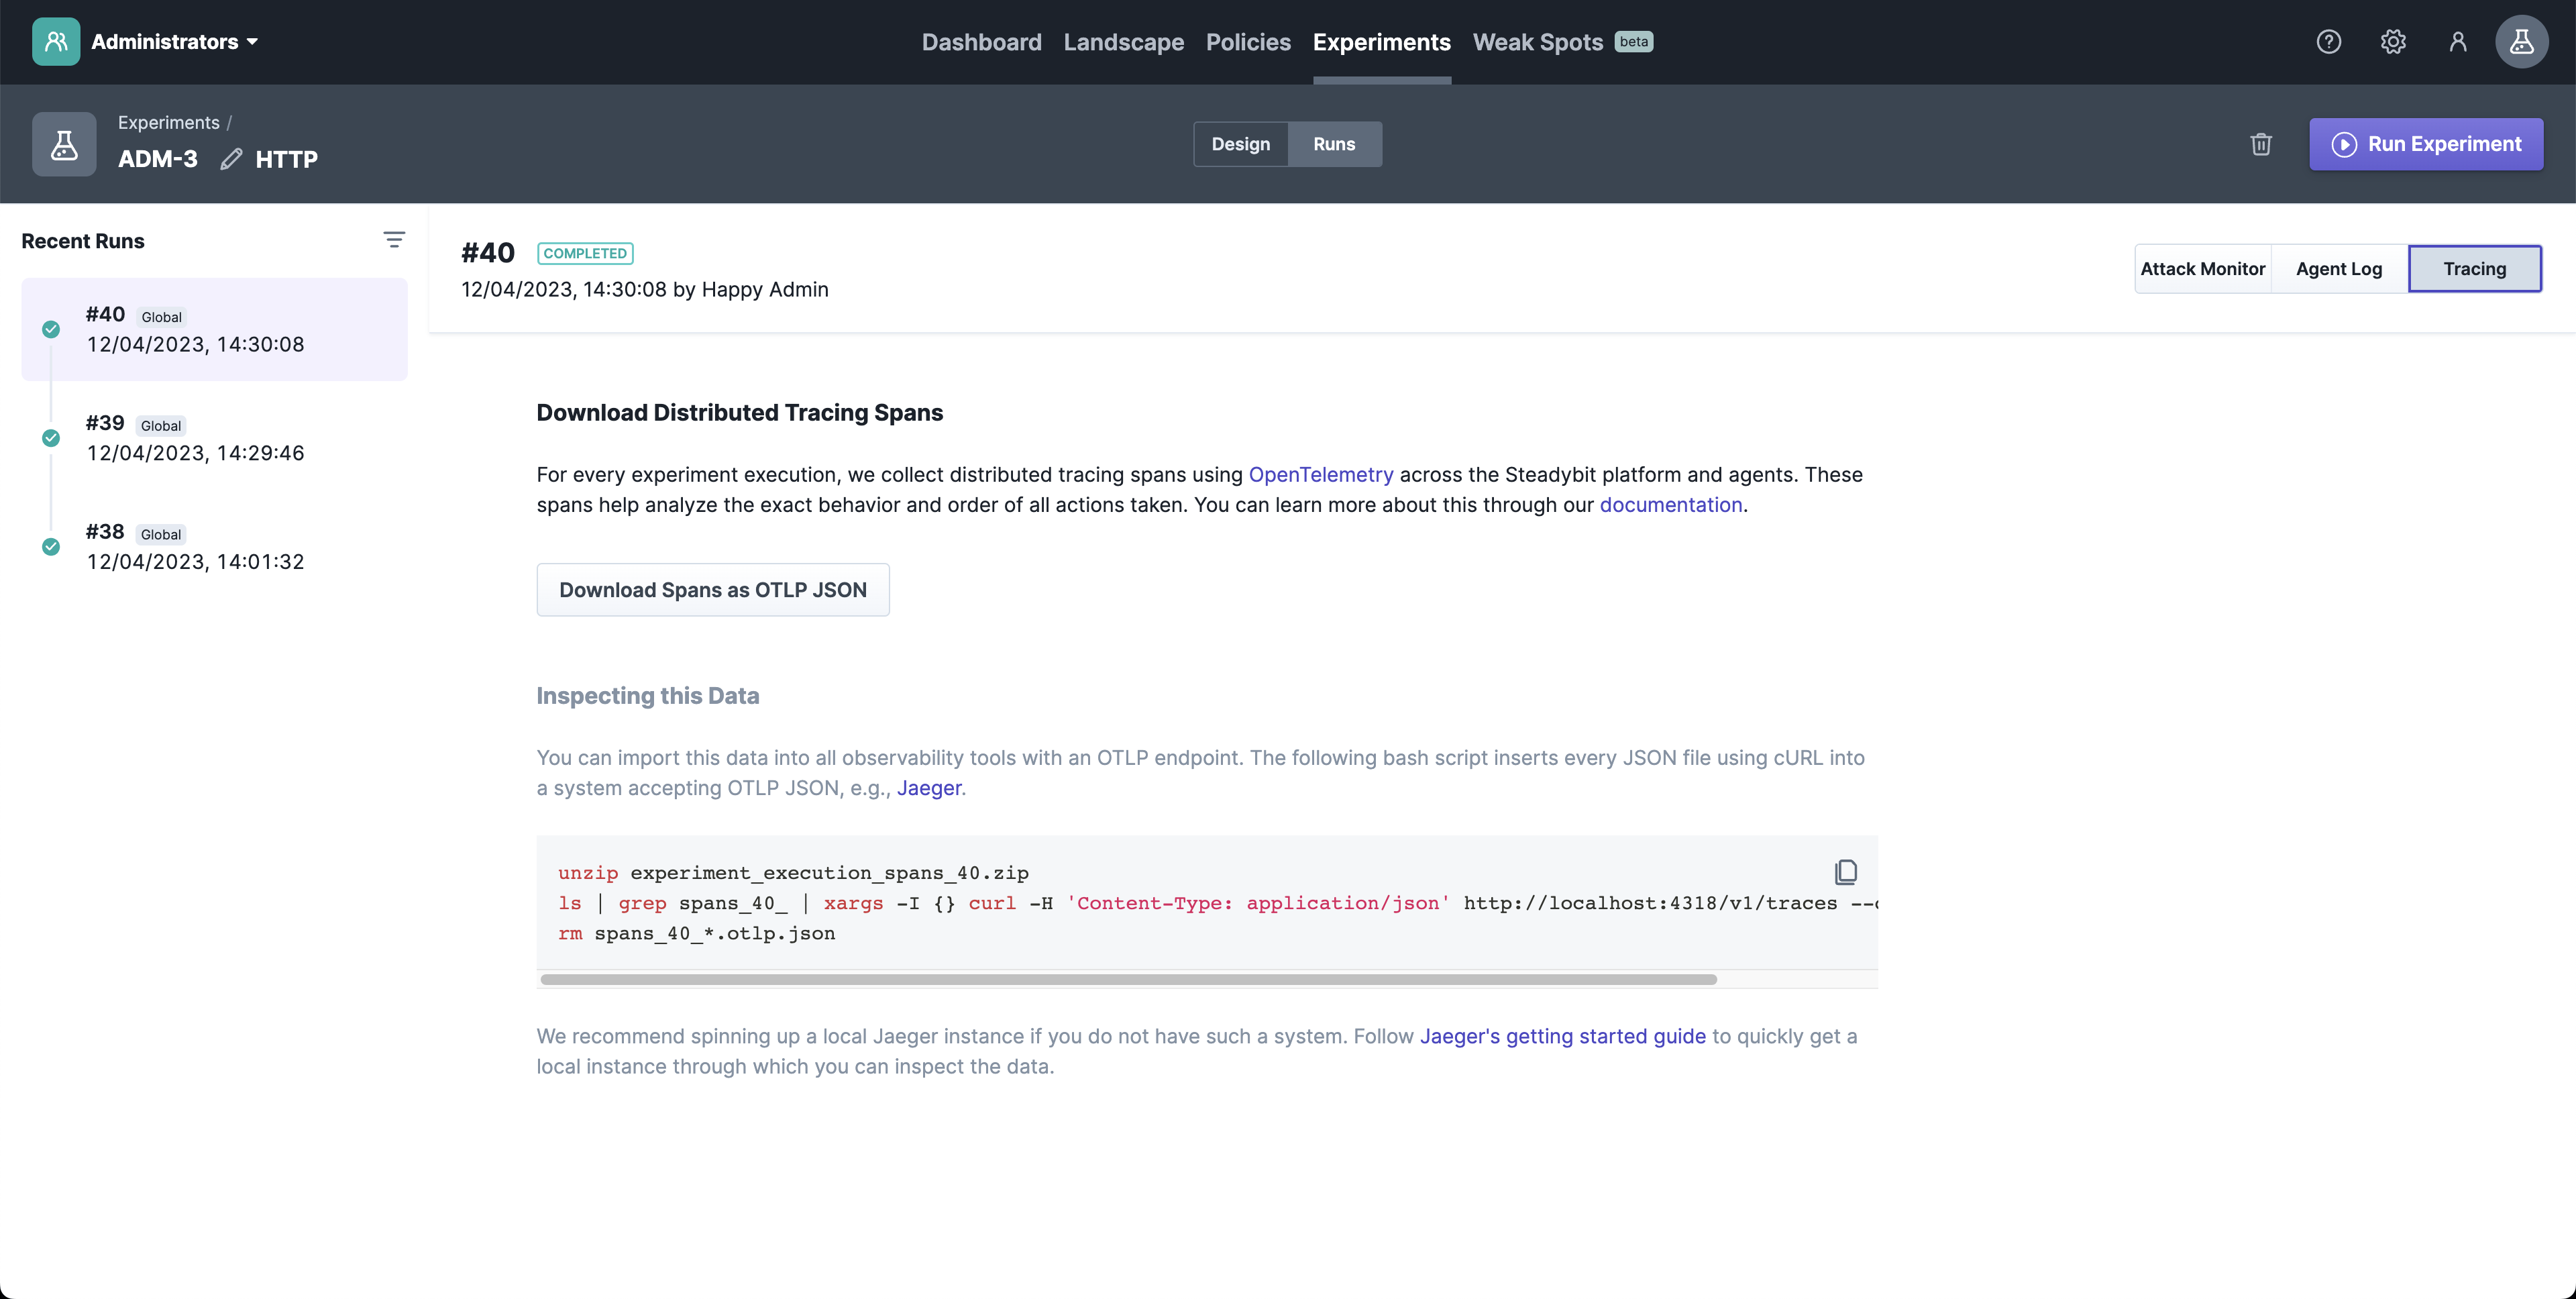 Administrators
Dashboard Landscape Policies Experiments Weak Spots beta
Experiments /
ADM-3 HTTP
Design Runs
Run Experiment
Recent Runs
#40 Global
12/04/2023, 14:30:08
#39 Global
12/04/2023, 14:29:46
#38 Global
12/04/2023, 14:01:32
#40 COMPLETED
12/04/2023, 14:30:08 by Happy Admin
Attack Monitor Agent Log Tracing
Download Distributed Tracing Spans
For every experiment execution, we collect distributed tracing spans using OpenTelemetry across the Steadybit platform and agents. These
spans help analyze the exact behavior and order of all actions taken. You can learn more about this through our documentation.
Download Spans as OTLP JSON
Inspecting this Data
You can import this data into all observability tools with an OTLP endpoint. The following bash script inserts every JSON file using cURL into
a system accepting OTLP JSON, e.g., Jaeger.
unzip experiment_execution_spans_40.zip
ls | grep spans_40_ | xargs -I {} curl -H 'Content-Type: application/json' http://localhost:4318/v1/traces --
rm spans_40_*.otlp.json
We recommend spinning up a local Jaeger instance if you do not have such a system. Follow Jaeger's getting started guide to quickly get a
local instance through which you can inspect the data.